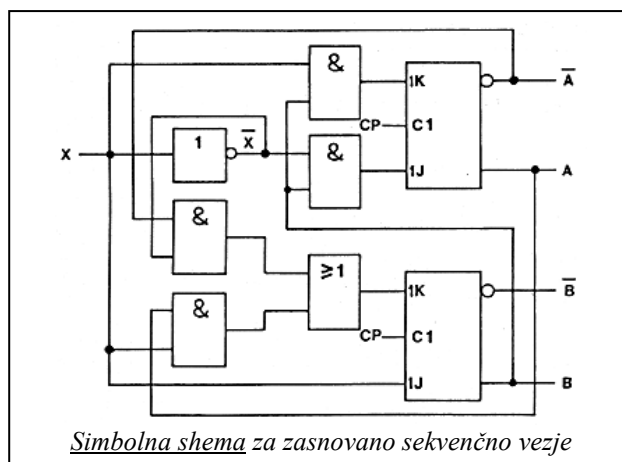 &
1K
A̅
CP
C1
X
1
X̅
&
1J
A
&
≥1
1K
B̅
&
CP
C1
1J
B
Simbolna shema za zasnovano sekvenčno vezje